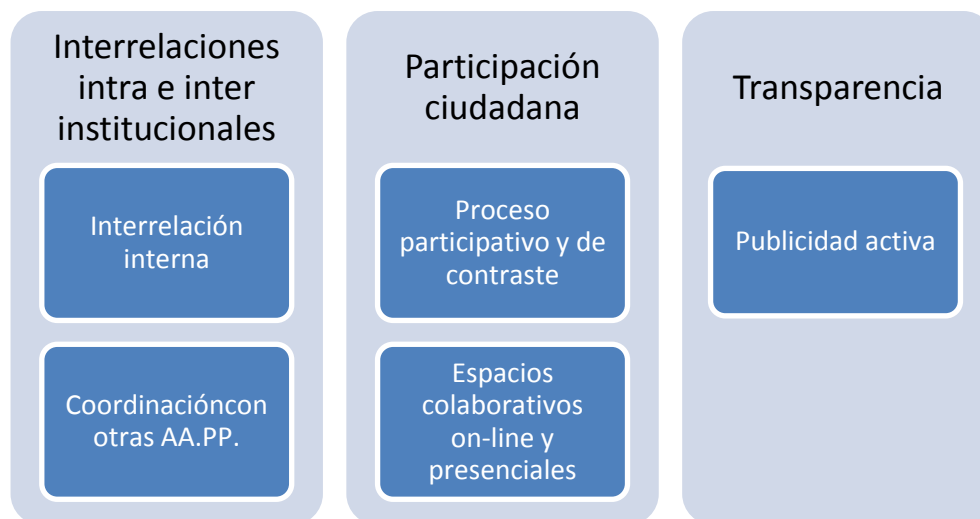 Interrelaciones
intra e inter
institucionales
Interrelación
interna
Coordinacióncon
otras AA.PP.
Participación
ciudadana
Proceso
participativo y de
contraste
Espacios
colaborativos
on-line y
presenciales
Transparencia
Publicidad activa